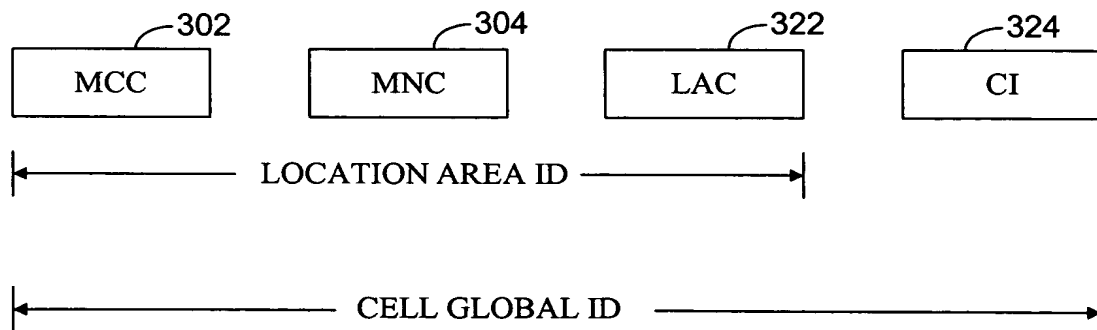 302 304 322 324
MCC MNC LAC CI
LOCATION AREA ID
CELL GLOBAL ID